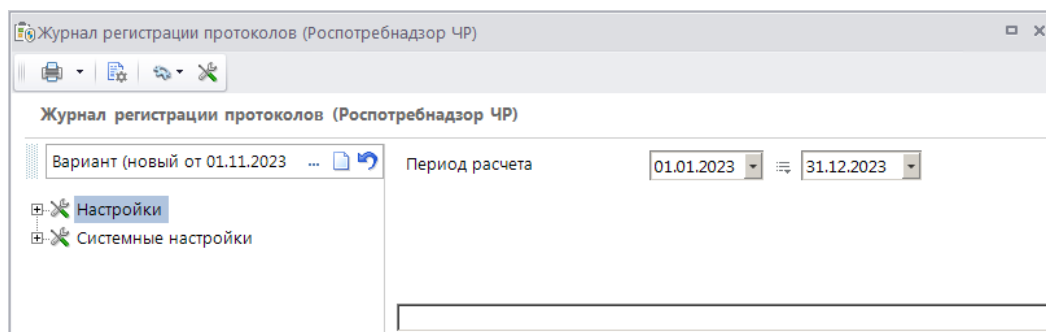 Журнал регистрации протоколов (Роспотребнадзор ЧР)
Журнал регистрации протоколов (Роспотребнадзор ЧР)
Вариант (новый от 01.11.2023 ...
Период расчета 01.01.2023 31.12.2023
Настройки
Системные настройки